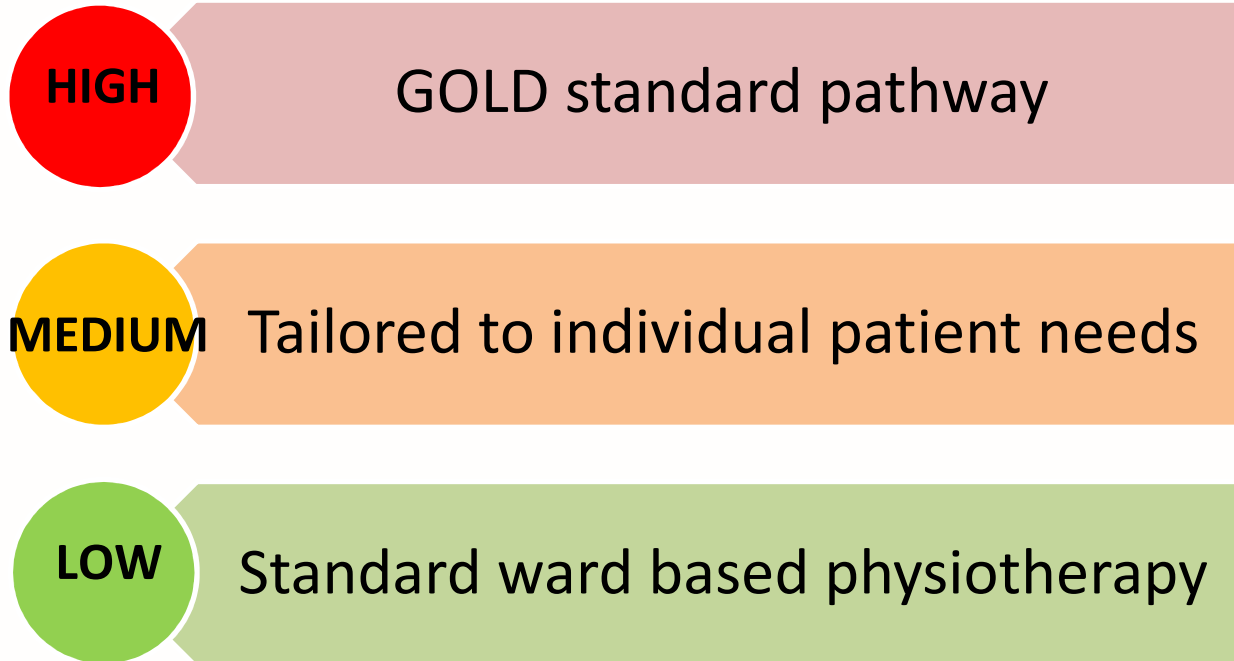 HIGH
GOLD standard pathway
MEDIUM
Tailored to individual patient needs
LOW
Standard ward based physiotherapy